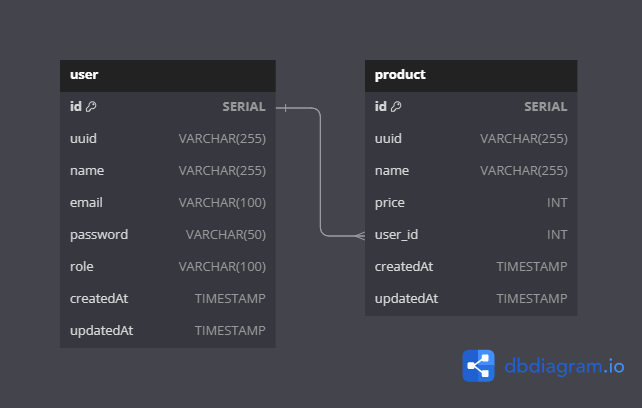 user
id SERIAL
uuid VARCHAR(255)
name VARCHAR(255)
email VARCHAR(100)
password VARCHAR(50)
role VARCHAR(100)
createdAt TIMESTAMP
updatedAt TIMESTAMP
product
id SERIAL
uuid VARCHAR(255)
name VARCHAR(255)
price INT
user_id INT
createdAt TIMESTAMP
updatedAt TIMESTAMP
dbdiagram.io